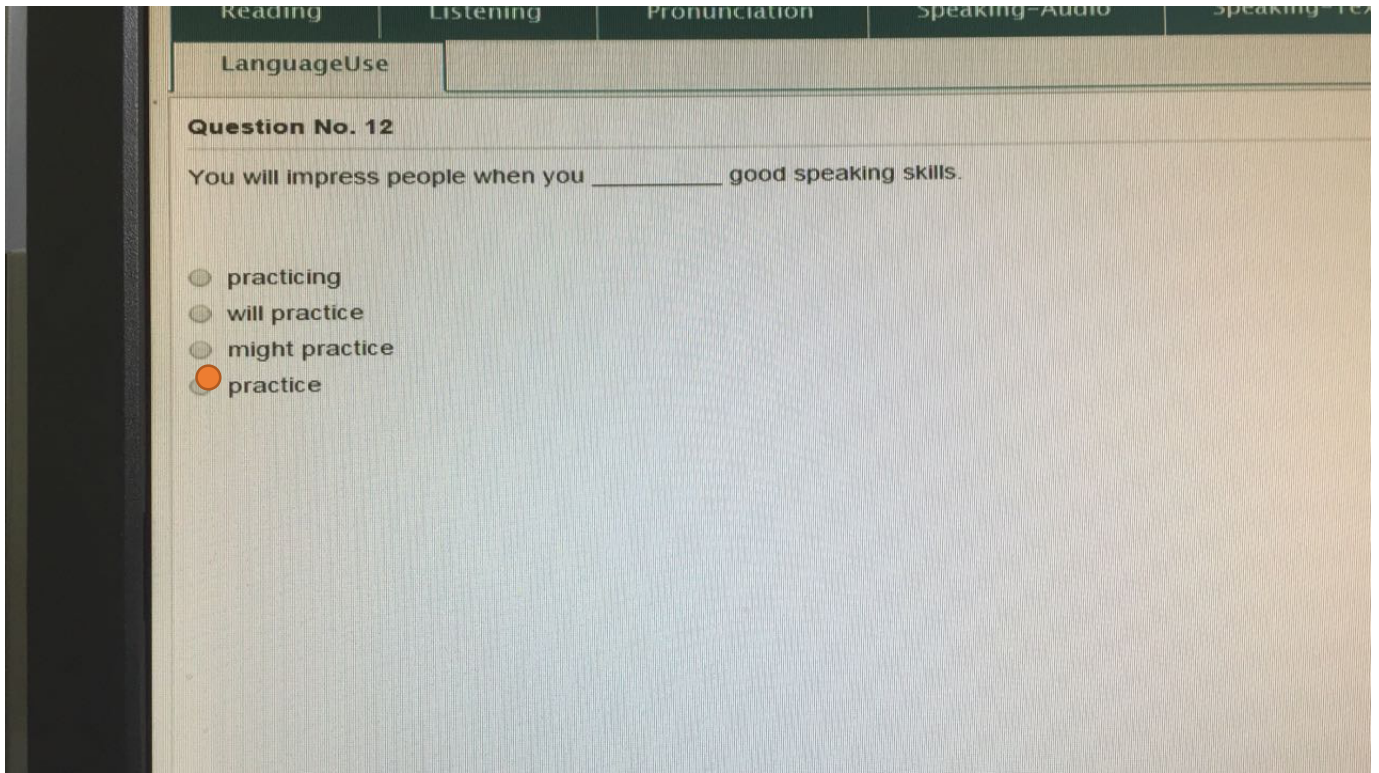 Reading Listening Pronunciation Speaking-Audio
LanguageUse
Question No. 12
You will impress people when you __________ good speaking skills.
practicing
will practice
might practice
practice